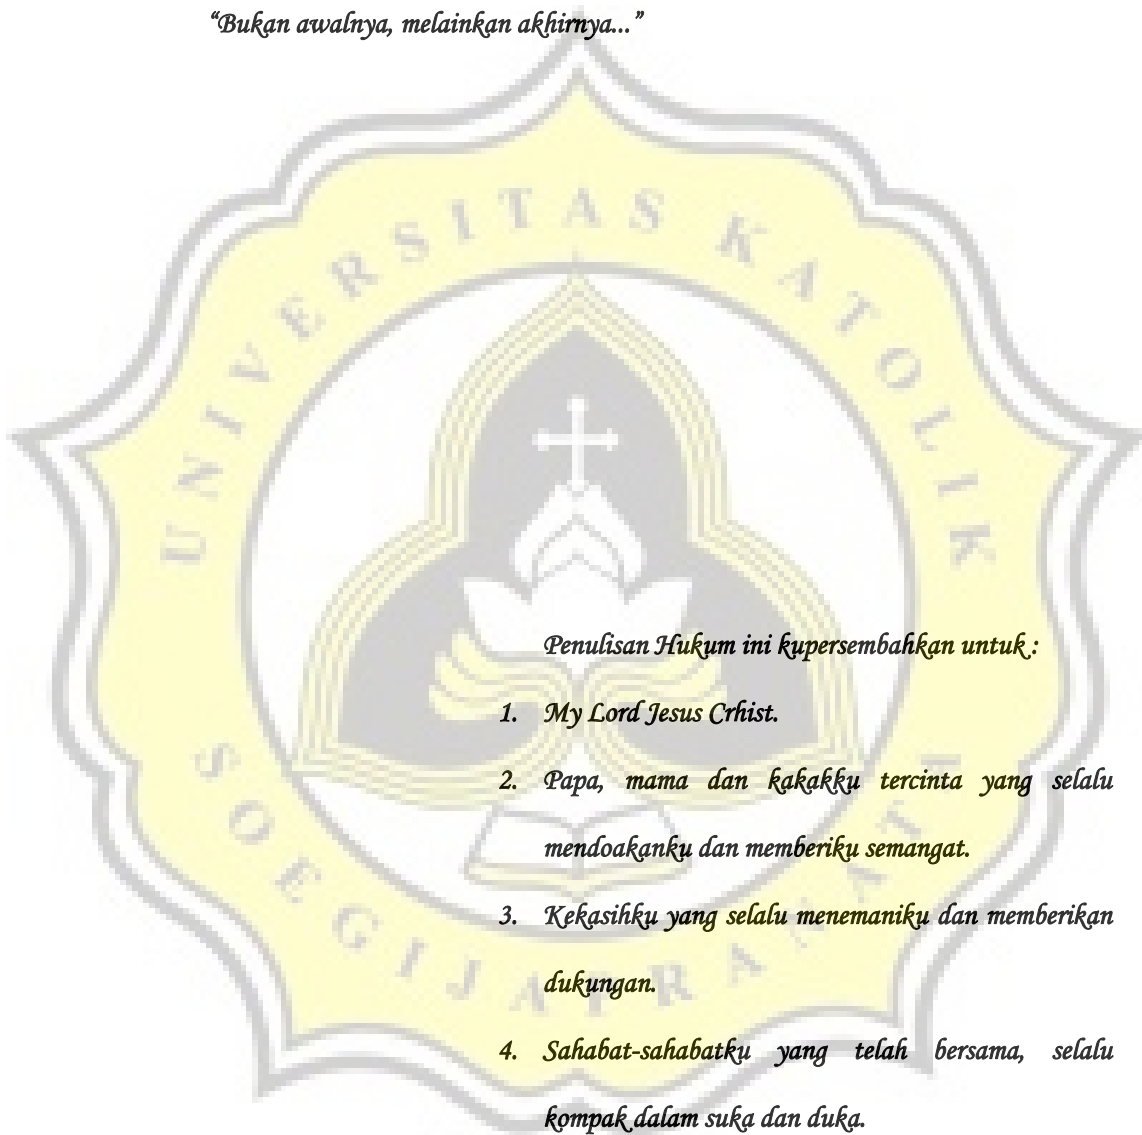 “Bukan awalnya, melainkan akhirnya...”
UNIVERSITAS KATOLIK
Penulisan Hukum ini kupersembahkan untuk :
1. My Lord Jesus Crhist.
2. Papa, mama dan kakakku tercinta yang selalu
mendoakanku dan memberiku semangat.
3. Kekasihku yang selalu menemaniku dan memberikan
dukungan.
4. Sahabat-sahabatku yang telah bersama, selalu
kompak dalam suka dan duka.
SOEGIJAPRANATA